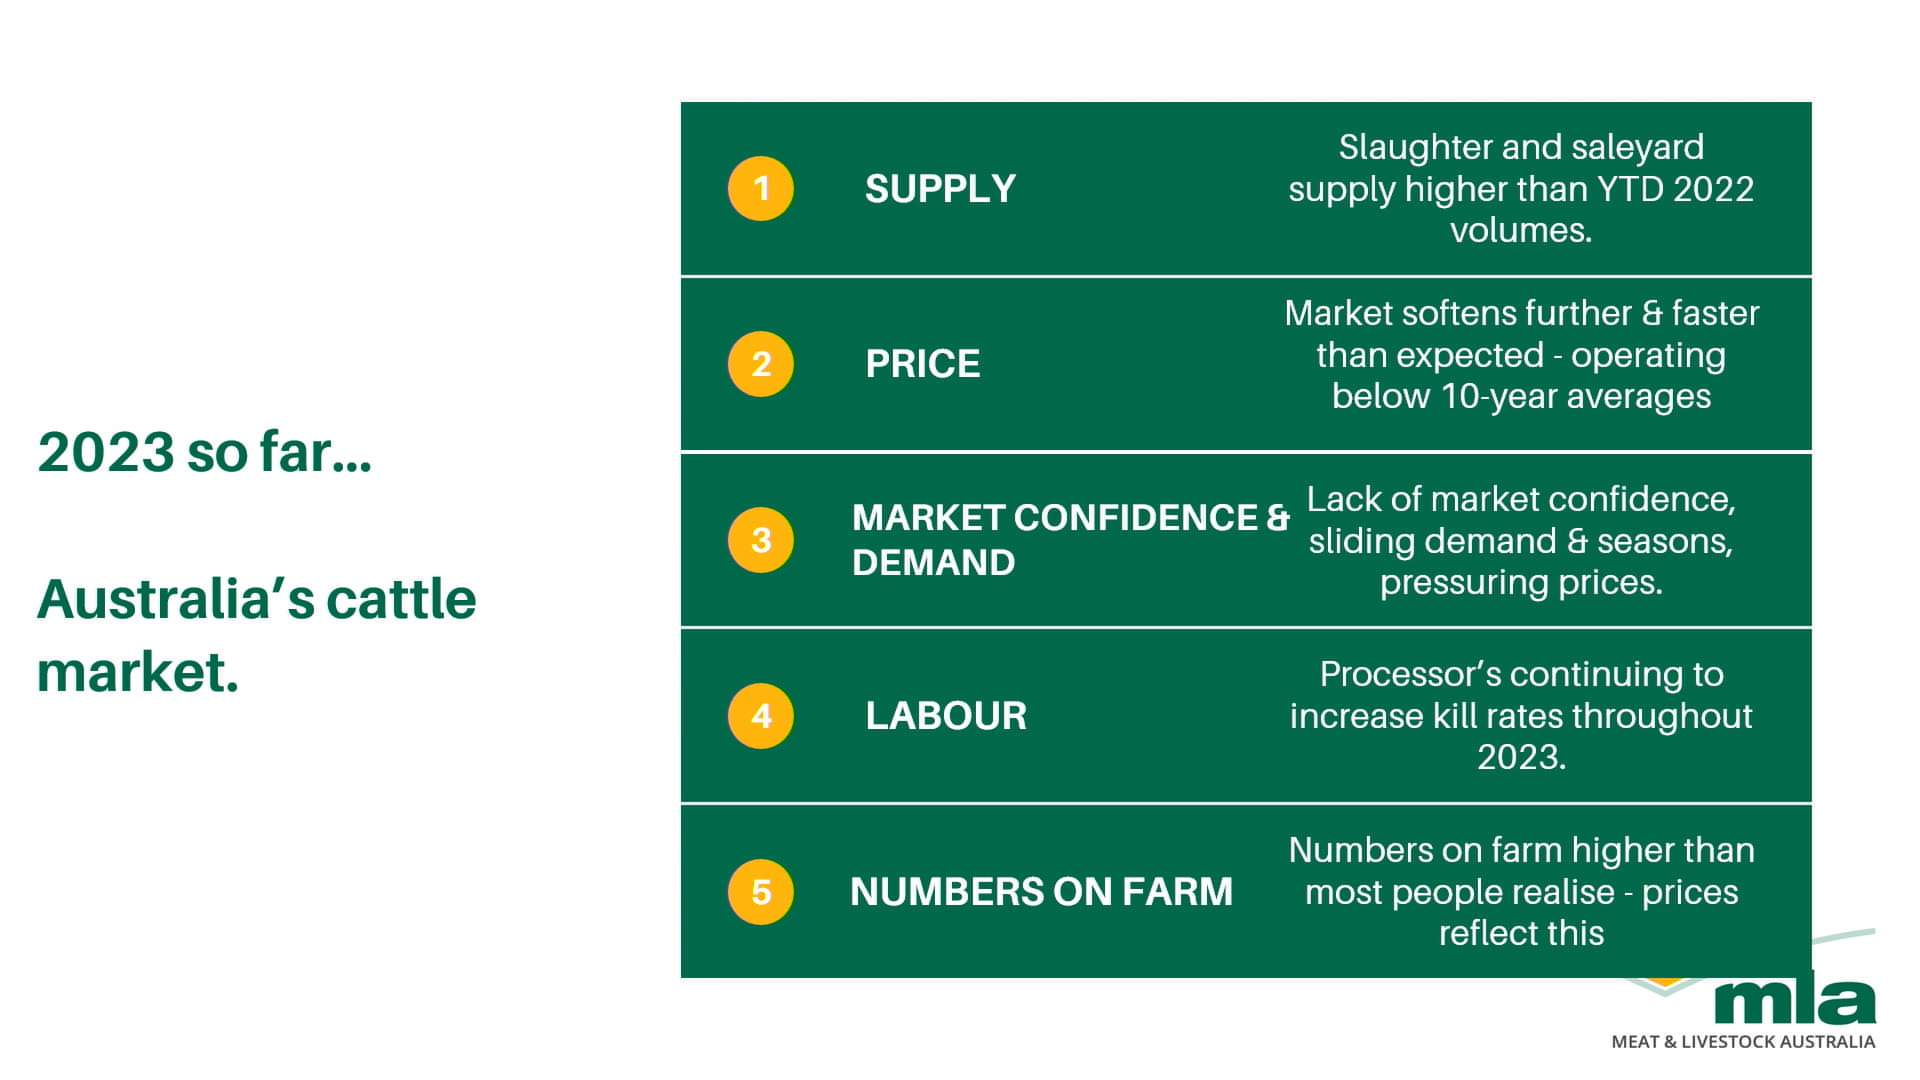 2023 so far...
Australia’s cattle
market.
1
SUPPLY
Slaughter and saleyard
supply higher than YTD 2022
volumes.
2
PRICE
Market softens further & faster
than expected - operating
below 10-year averages
3
MARKET CONFIDENCE &
DEMAND
Lack of market confidence,
sliding demand & seasons,
pressuring prices.
4
LABOUR
Processor’s continuing to
increase kill rates throughout
2023.
5
NUMBERS ON FARM
Numbers on farm higher than
most people realise - prices
reflect this
mla
MEAT & LIVESTOCK AUSTRALIA